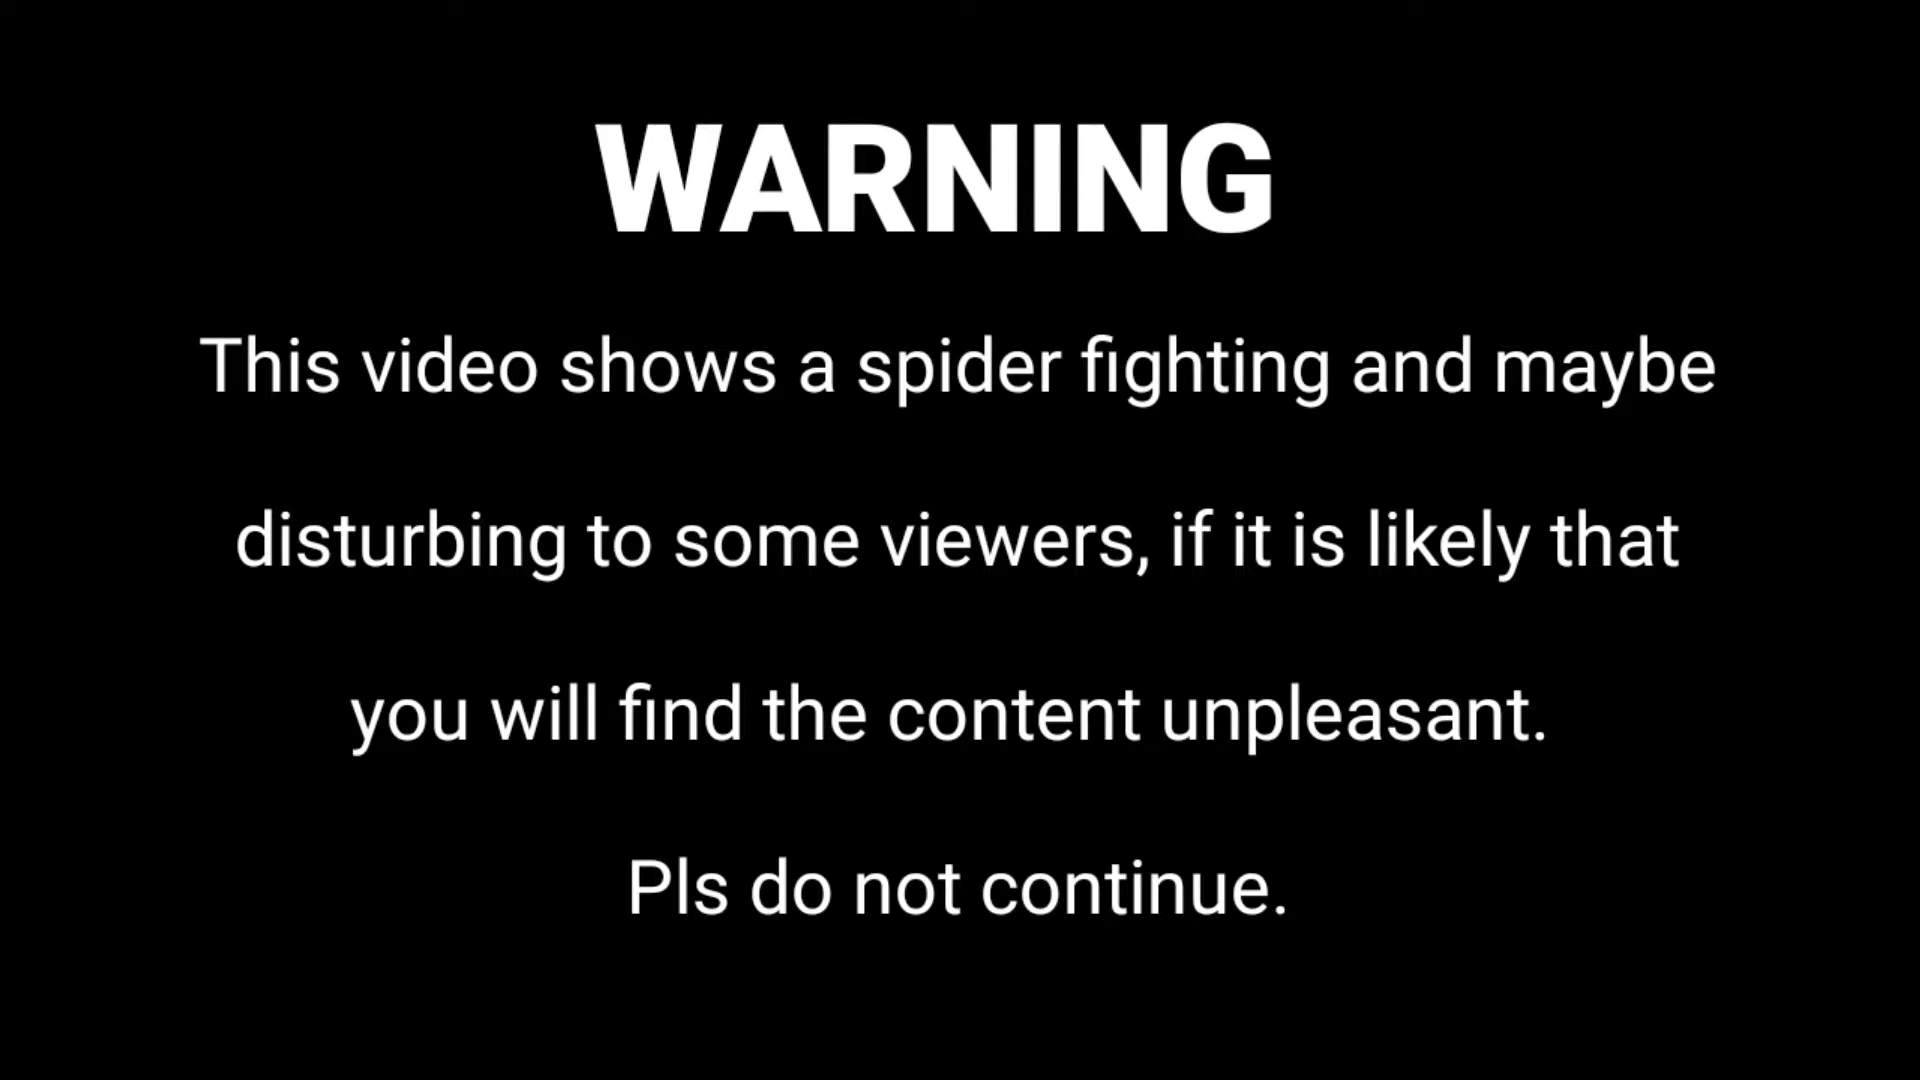 WARNING
This video shows a spider fighting and maybe
disturbing to some viewers, if it is likely that
you will find the content unpleasant.
Pls do not continue.